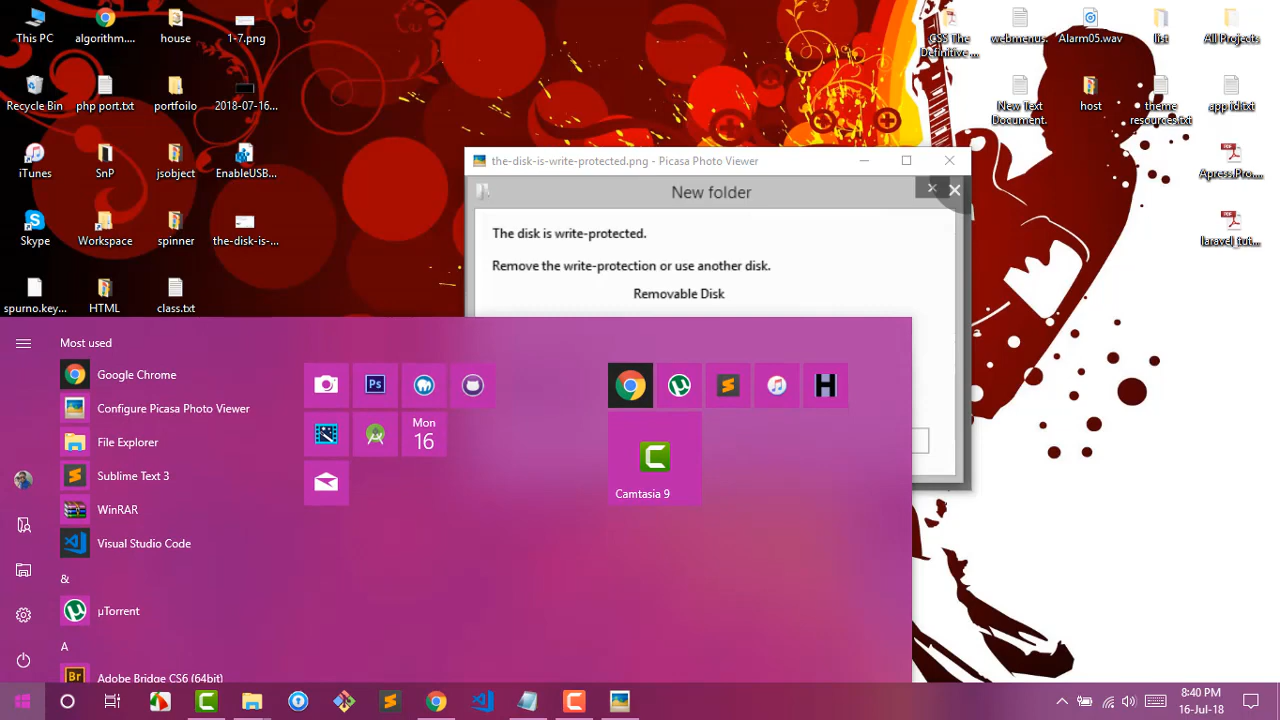 This PC
algorithm....
house
1-7.png
Recycle Bin
php port.txt
portfoilo
2018-07-16...
iTunes
SnP
jsobject
EnableUSB...
Skype
Workspace
spinner
the-disk-is-...
spurno.key...
HTML
class.txt
CSS The
Definitive ...
webmenus.
Alarm05.wav
list
All Projects
New Text
Document.
host
theme
resources.txt
app id.txt
Apress.Pro....
laravel_tut...
the-disk-is-write-protected.png - Picasa Photo Viewer
New folder
The disk is write-protected.
Remove the write-protection or use another disk.
Removable Disk
Most used
Google Chrome
Configure Picasa Photo Viewer
File Explorer
Sublime Text 3
WinRAR
Visual Studio Code
&
µTorrent
A
Adobe Bridge CS6 (64bit)
Ps
Mon
16
Camtasia 9
8:40 PM
16-Jul-18